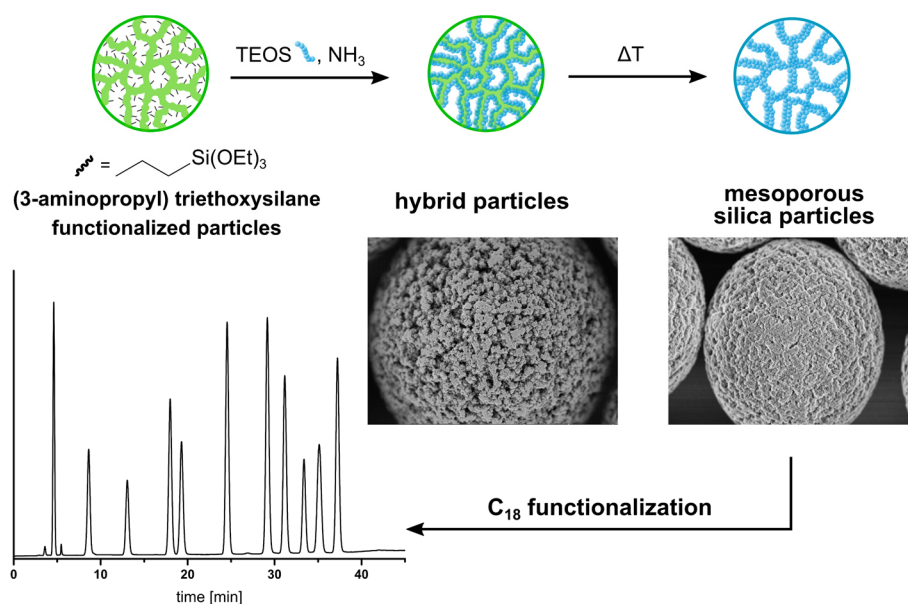 TEOS , NH₃
ΔT
= Si(OEt)₃
(3-aminopropyl) triethoxysilane
functionalized particles
hybrid particles
mesoporous
silica particles
C₁₈ functionalization
0 10 20 30 40
time [min]